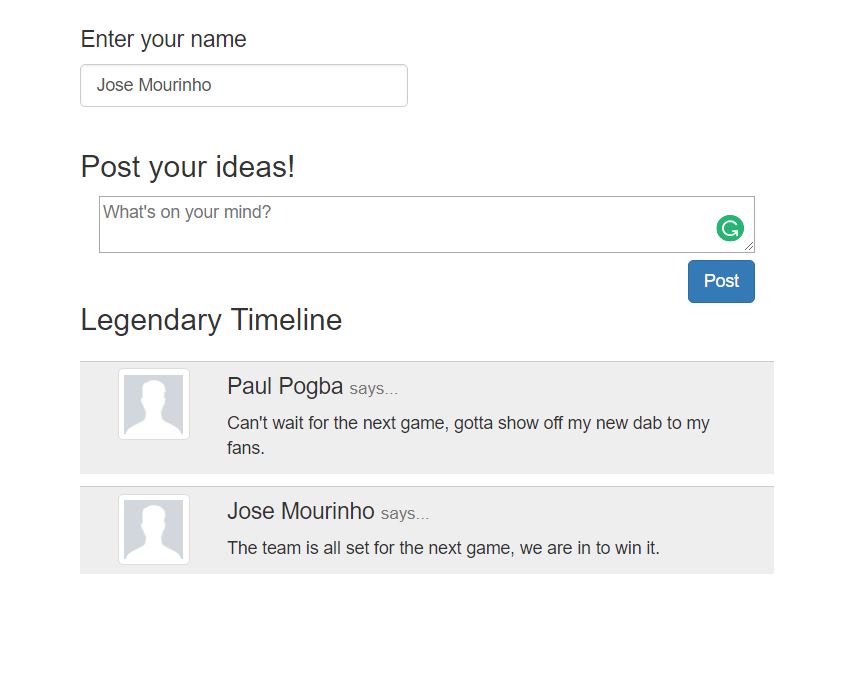 Enter your name
Jose Mourinho
Post your ideas!
What's on your mind?
Post
Legendary Timeline
Paul Pogba says...
Can't wait for the next game, gotta show off my new dab to my
fans.
Jose Mourinho says...
The team is all set for the next game, we are in to win it.